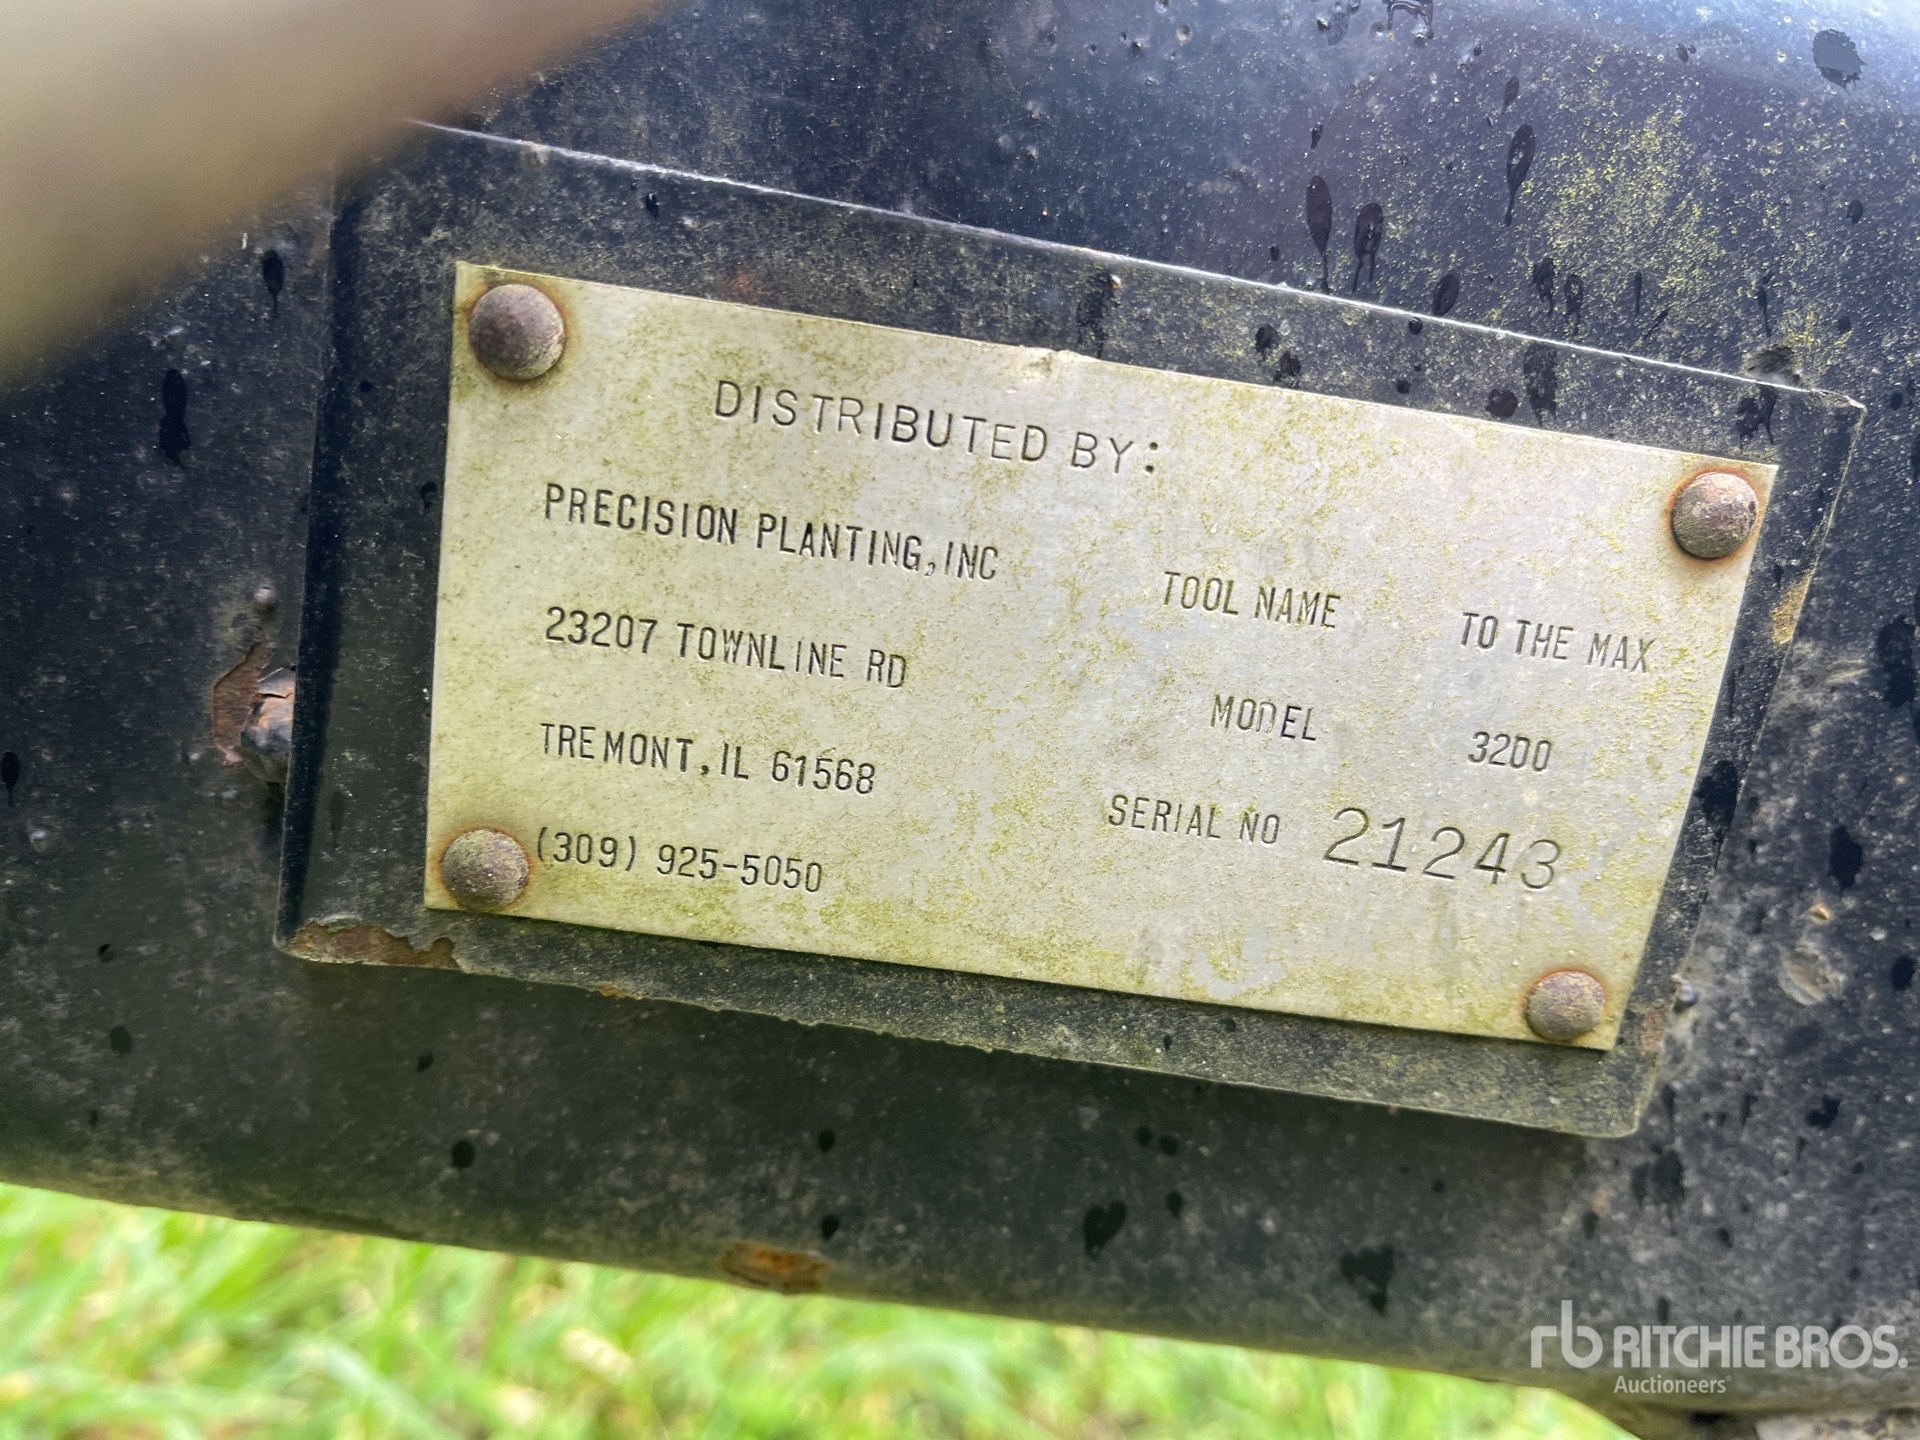 DISTRIBUTED BY:
PRECISION PLANTING, INC
23207 TOWNLINE RD
TREMONT, IL 61568
(309) 925-5050
TOOL NAME TO THE MAX
MODEL 3200
SERIAL NO 21243
rb RITCHIE BROS.
Auctioneers